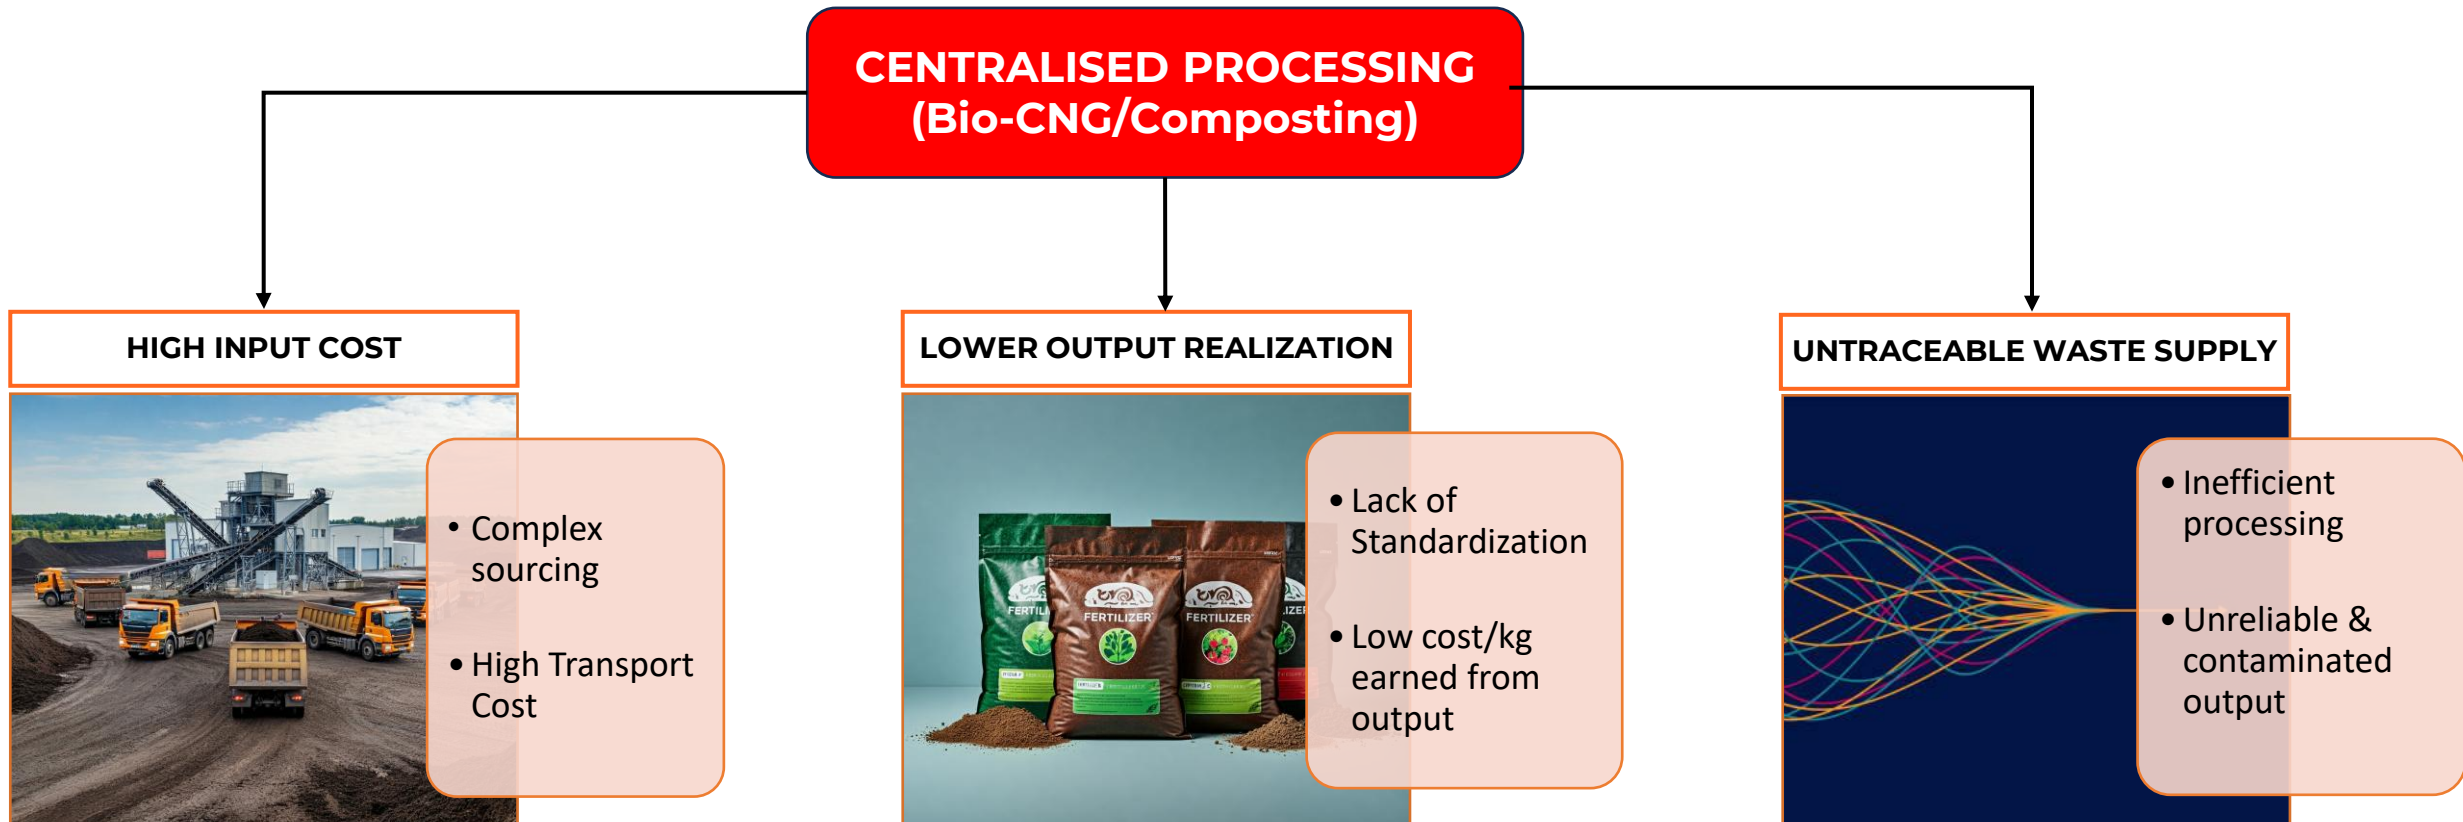 CENTRALISED PROCESSING
(Bio-CNG/Composting)
HIGH INPUT COST
• Complex
sourcing
• High Transport
Cost
LOWER OUTPUT REALIZATION
FERTILIZER
FERTILIZER
• Lack of
Standardization
• Low cost/kg
earned from
output
UNTRACEABLE WASTE SUPPLY
• Inefficient
processing
• Unreliable &
contaminated
output